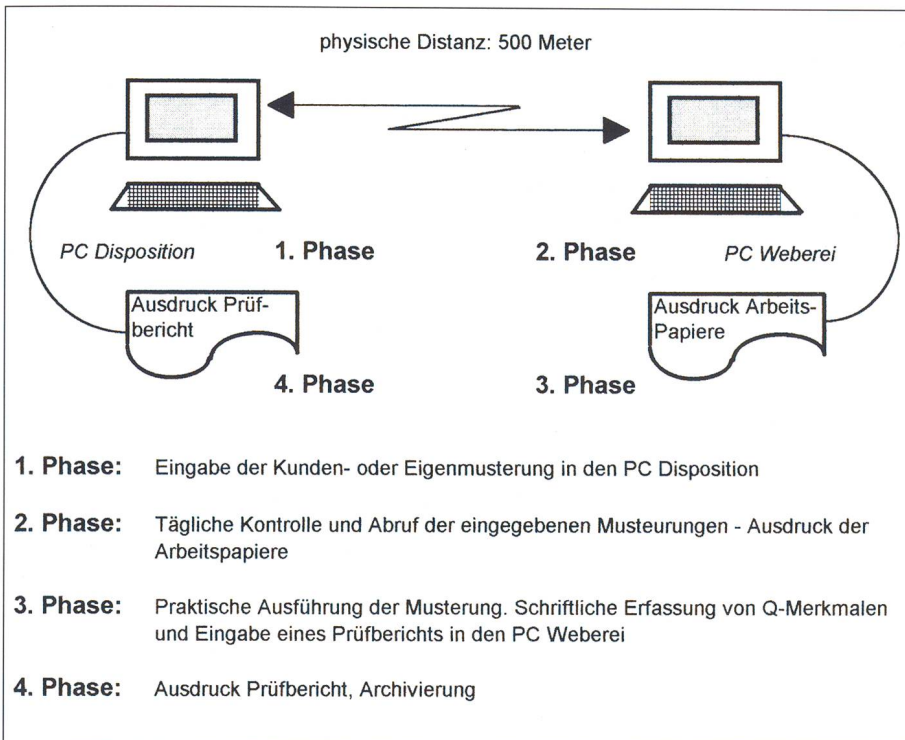 physische Distanz: 500 Meter
PC Disposition
1. Phase
2. Phase
PC Weberei
Ausdruck Prüf-
bericht
Ausdruck Arbeits-
Papiere
4. Phase
3. Phase
1. Phase: Eingabe der Kunden- oder Eigenmusterung in den PC Disposition
2. Phase: Tägliche Kontrolle und Abruf der eingegebenen Musteurungen - Ausdruck der
Arbeitspapiere
3. Phase: Praktische Ausführung der Musterung. Schriftliche Erfassung von Q-Merkmalen
und Eingabe eines Prüfberichts in den PC Weberei
4. Phase: Ausdruck Prüfbericht, Archivierung